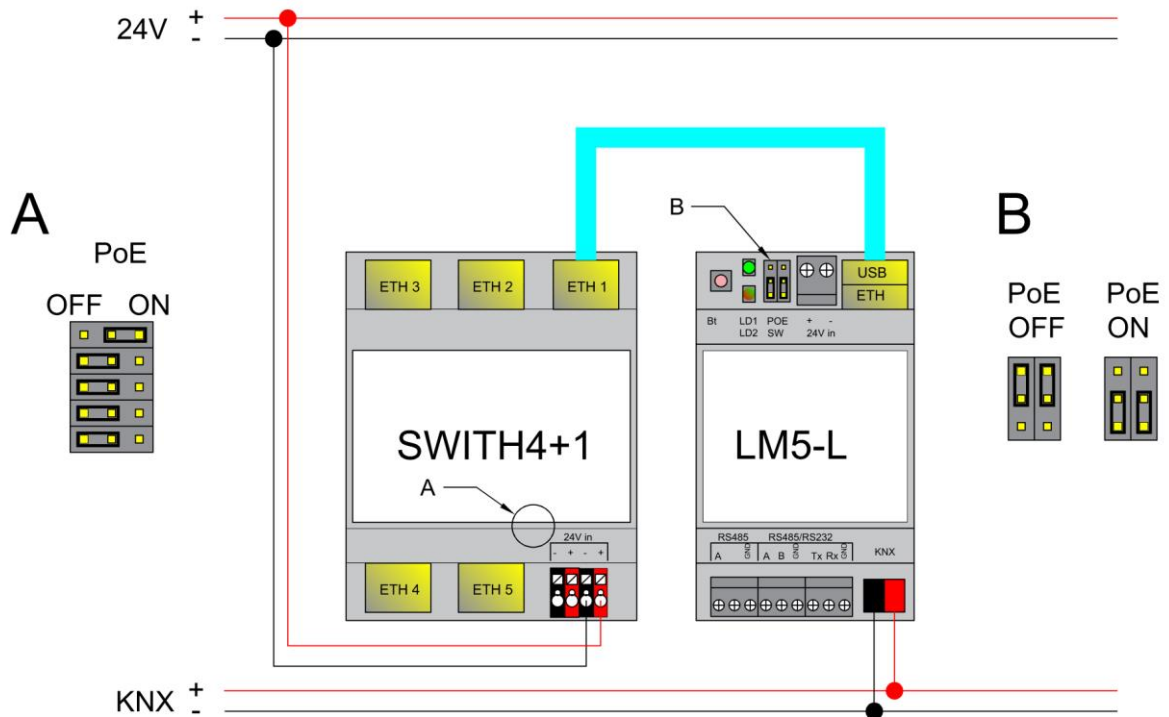 24V + -
A
PoE
OFF ON
B
B
PoE OFF
PoE ON
ETH 3 ETH 2 ETH 1
USB
ETH
Bt LD1 POE + -
LD2 SW 24V in
SWITH4+1
LM5-L
A
24V in
- + - +
ETH 4 ETH 5
RS485 RS485/RS232 KNX
A GND A B GND Tx Rx GND
KNX + -